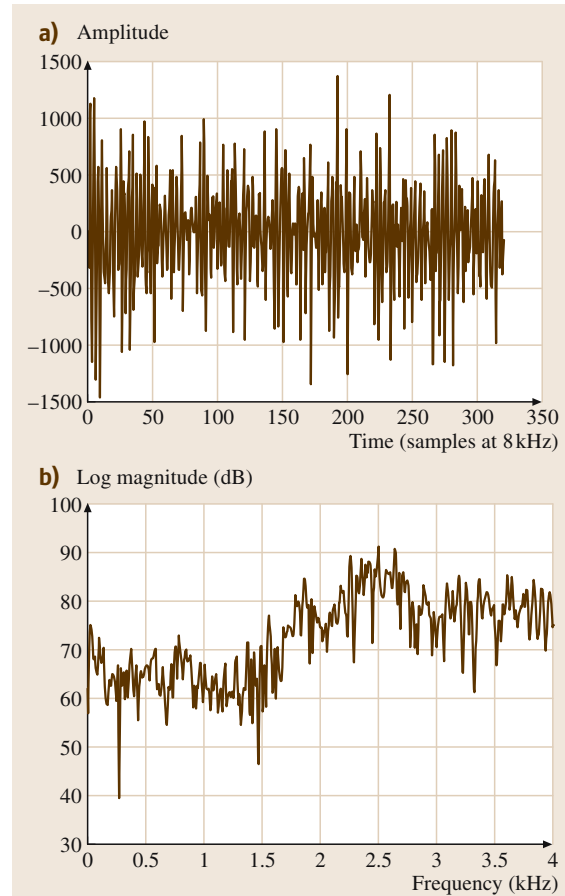 a) Amplitude
1500
1000
500
0
−500
−1000
−1500
0 50 100 150 200 250 300 350
Time (samples at 8 kHz)
b) Log magnitude (dB)
100
90
80
70
60
50
40
30
0 0.5 1 1.5 2 2.5 3 3.5 4
Frequency (kHz)